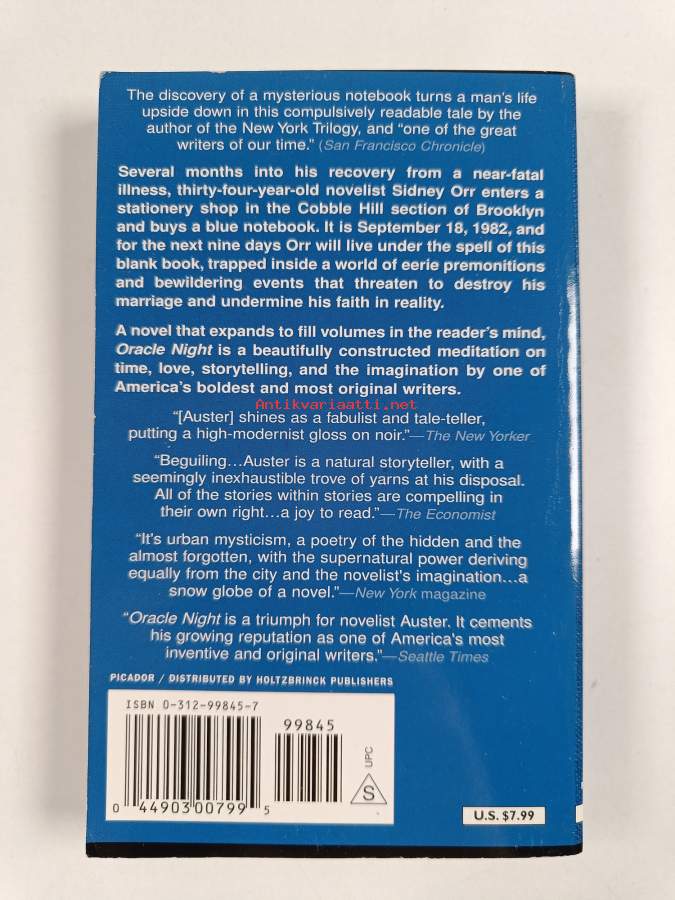 The discovery of a mysterious notebook turns a man's life
upside down in this compulsively readable tale by the
author of the New York Trilogy, and "one of the great
writers of our time." (San Francisco Chronicle)
Several months into his recovery from a near-fatal
illness, thirty-four-year-old novelist Sidney Orr enters a
stationery shop in the Cobble Hill section of Brooklyn
and buys a blue notebook. It is September 18, 1982, and
for the next nine days Orr will live under the spell of this
blank book, trapped inside a world of eerie premonitions
and bewildering events that threaten to destroy his
marriage and undermine his faith in reality.
A novel that expands to fill volumes in the reader's mind,
Oracle Night is a beautifully constructed meditation on
time, love, storytelling, and the imagination by one of
America's boldest and most original writers.
Antikvariaatti.net
"[Auster] shines as a fabulist and tale-teller,
putting a high-modernist gloss on noir."—The New Yorker
"Beguiling…Auster is a natural storyteller, with a
seemingly inexhaustible trove of yarns at his disposal.
All of the stories within stories are compelling in
their own right…a joy to read."—The Economist
"It's urban mysticism, a poetry of the hidden and the
almost forgotten, with the supernatural power deriving
equally from the city and the novelist's imagination…a
snow globe of a novel."—New York magazine
"Oracle Night is a triumph for novelist Auster. It cements
his growing reputation as one of America's most
inventive and original writers."—Seattle Times
PICADOR / DISTRIBUTED BY HOLTZBRINCK PUBLISHERS
ISBN 0-312-99845-7
99845
UPC
S
0 44903 00799 5
U.S. $7.99